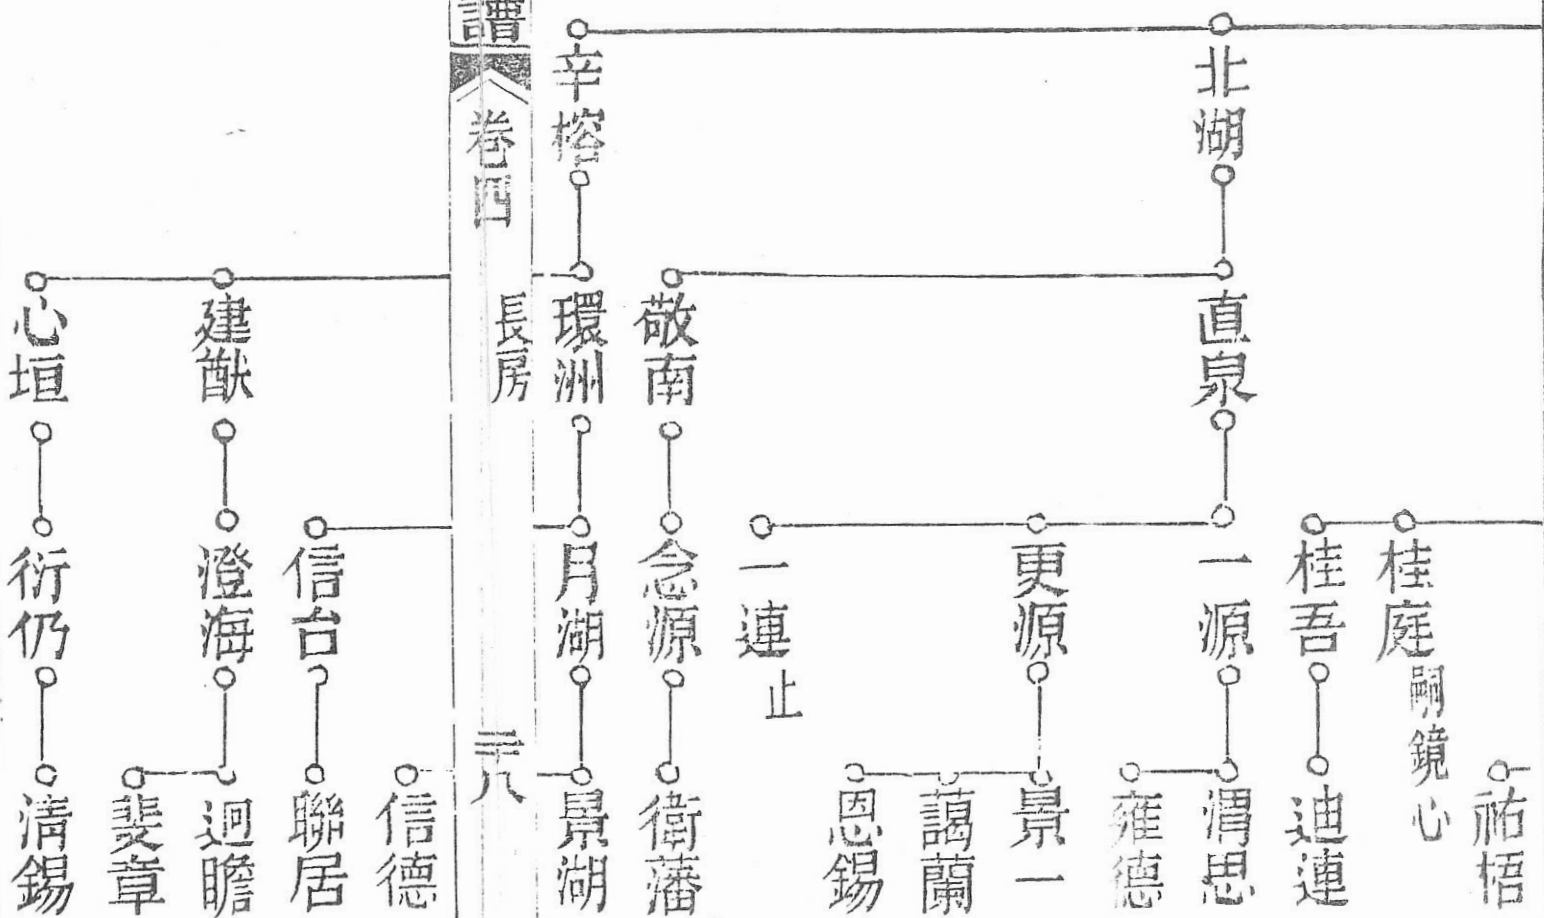 北湖
辛榕
直泉
敬南
環洲
長房
建猷
心垣
桂庭
嗣鏡心
桂吾
一源
更源
一連
止
念源
月湖
信台
澄海
衍仍
祐梧
迪連
渭思
雍德
景一
藹蘭
恩錫
衛藩
景湖
信德
聯居
迥瞻
斐章
清錫
譜
卷四
二十八